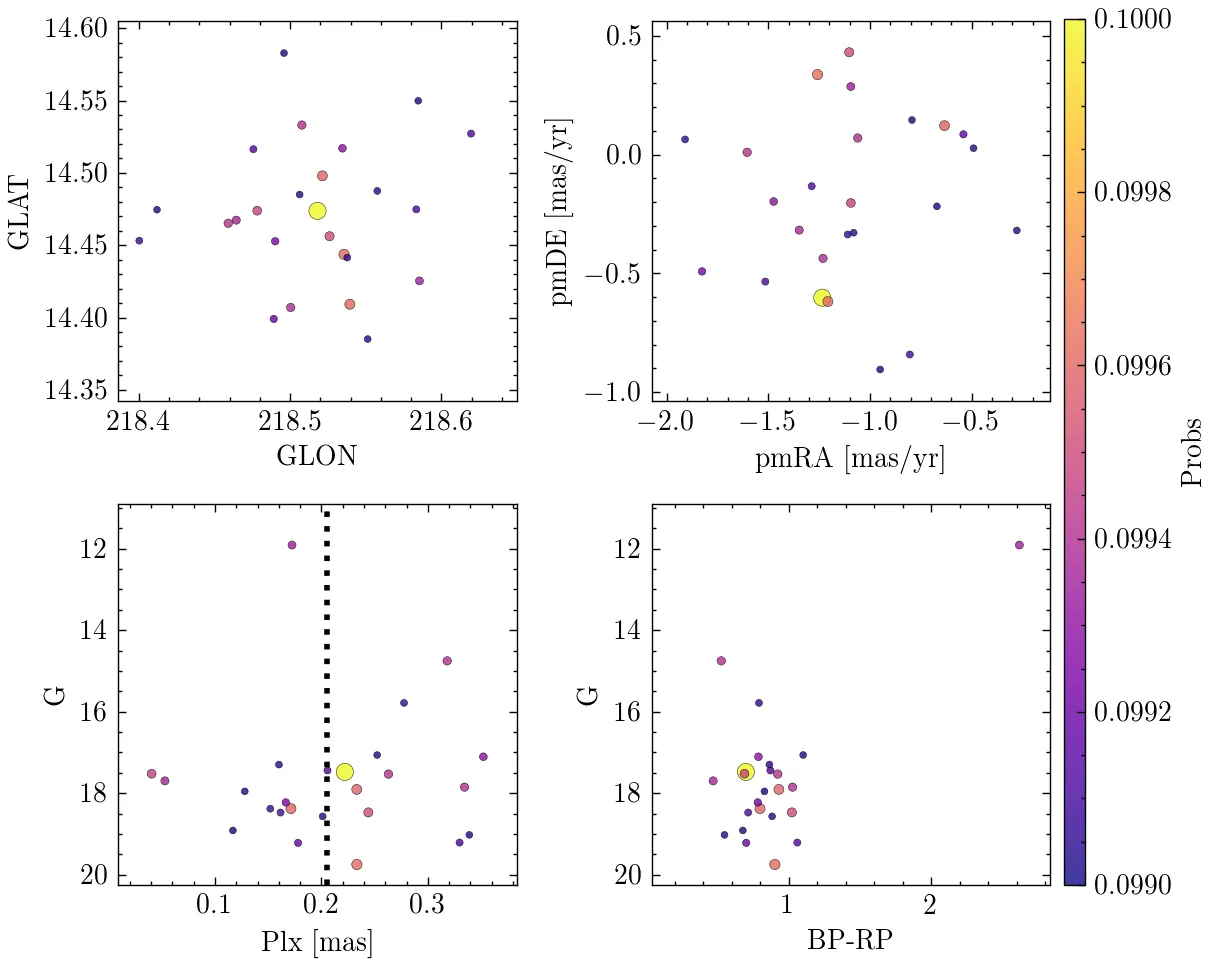 14.60
14.55
14.50
14.45
14.40
14.35
218.4 218.5 218.6
GLON
GLAT
0.5
0.0
−0.5
−1.0
−2.0 −1.5 −1.0 −0.5
pmRA [mas/yr]
pmDE [mas/yr]
12
14
16
18
20
0.1 0.2 0.3
Plx [mas]
G
12
14
16
18
20
1 2
BP-RP
G
0.1000
0.0998
0.0996
0.0994
0.0992
0.0990
Probs